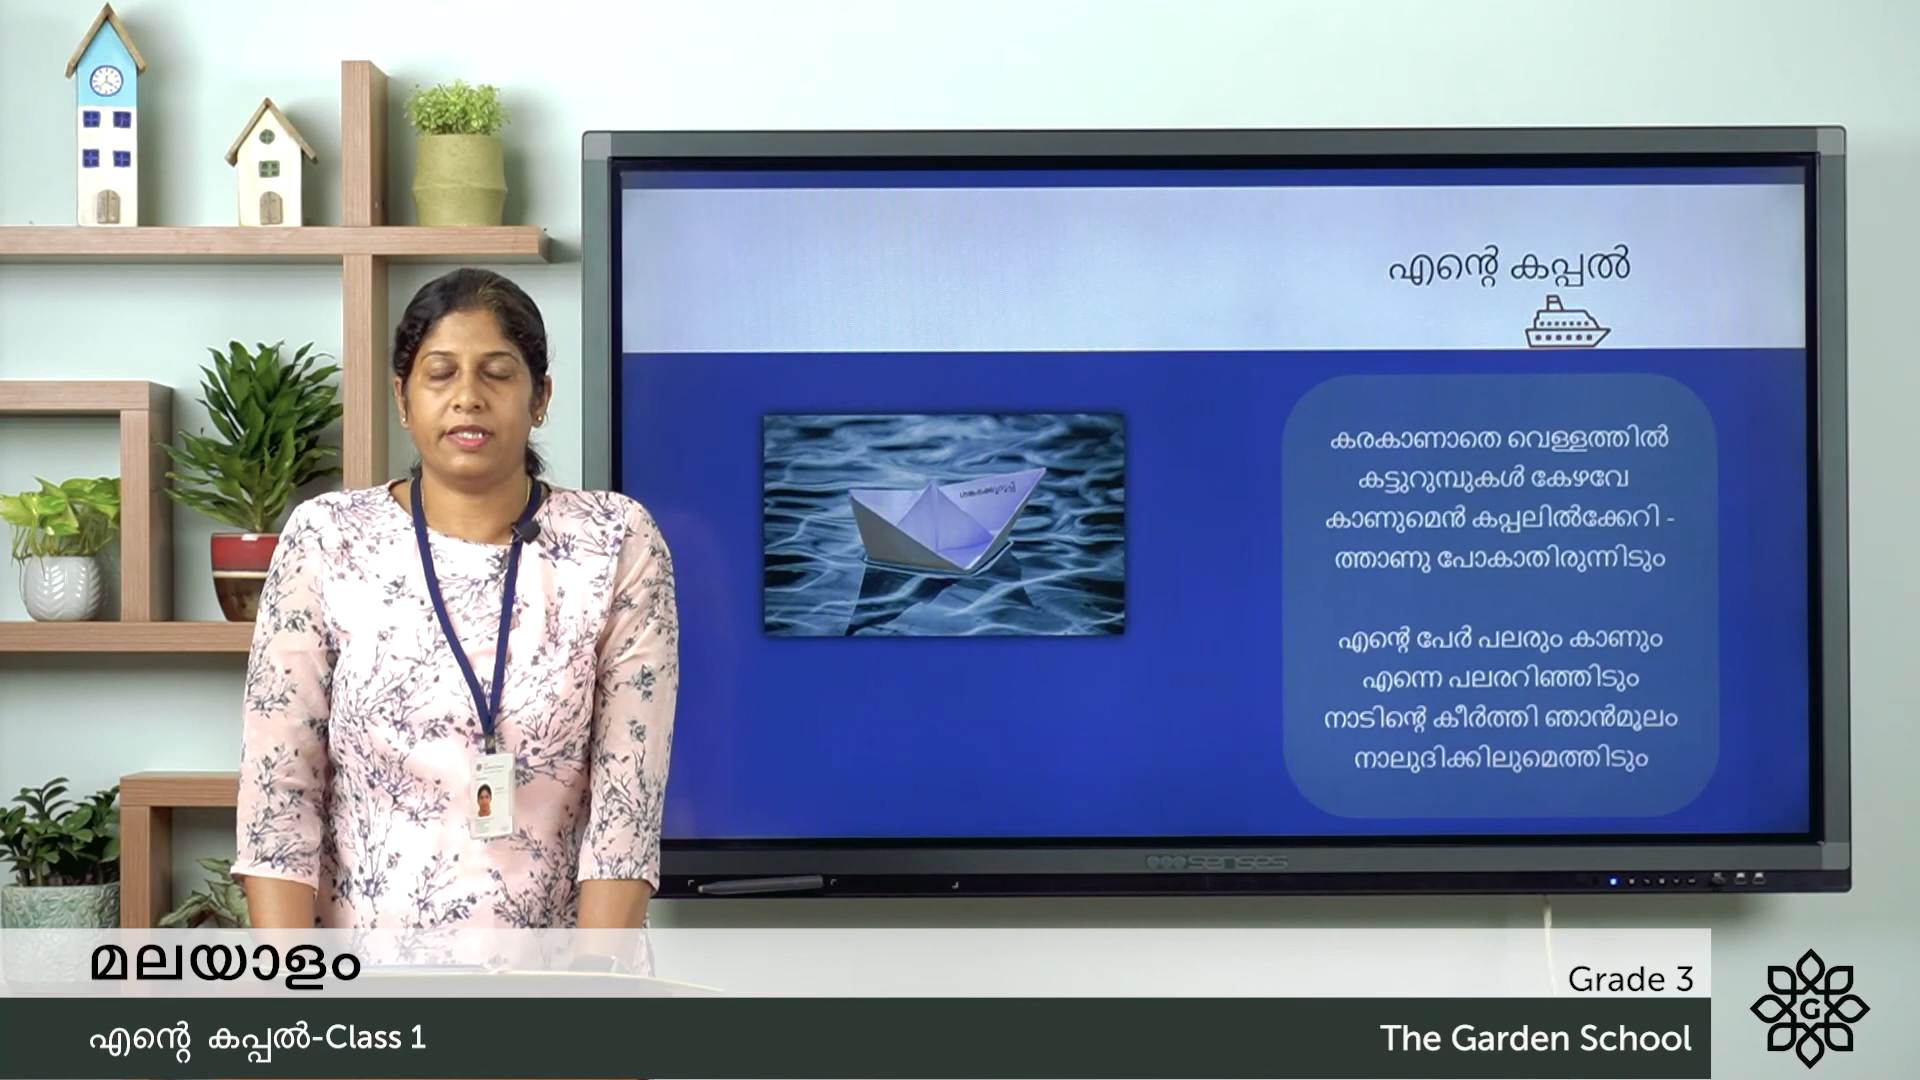 എന്റെ കപ്പൽ
കരകാണാതെ വെള്ളത്തിൽ
കട്ടുറുമ്പുകൾ കേഴവേ
കാണുമെൻ കപ്പലിൽക്കേറി -
ത്താണു പോകാതിരുന്നിടും
എന്റെ പേർ പലരും കാണും
എന്നെ പലരറിഞ്ഞിടും
നാടിന്റെ കീർത്തി ഞാൻമൂലം
നാലുദിക്കിലുമെത്തിടും
senses
മലയാളം
Grade 3
എന്റെ കപ്പൽ-Class 1
The Garden School
G